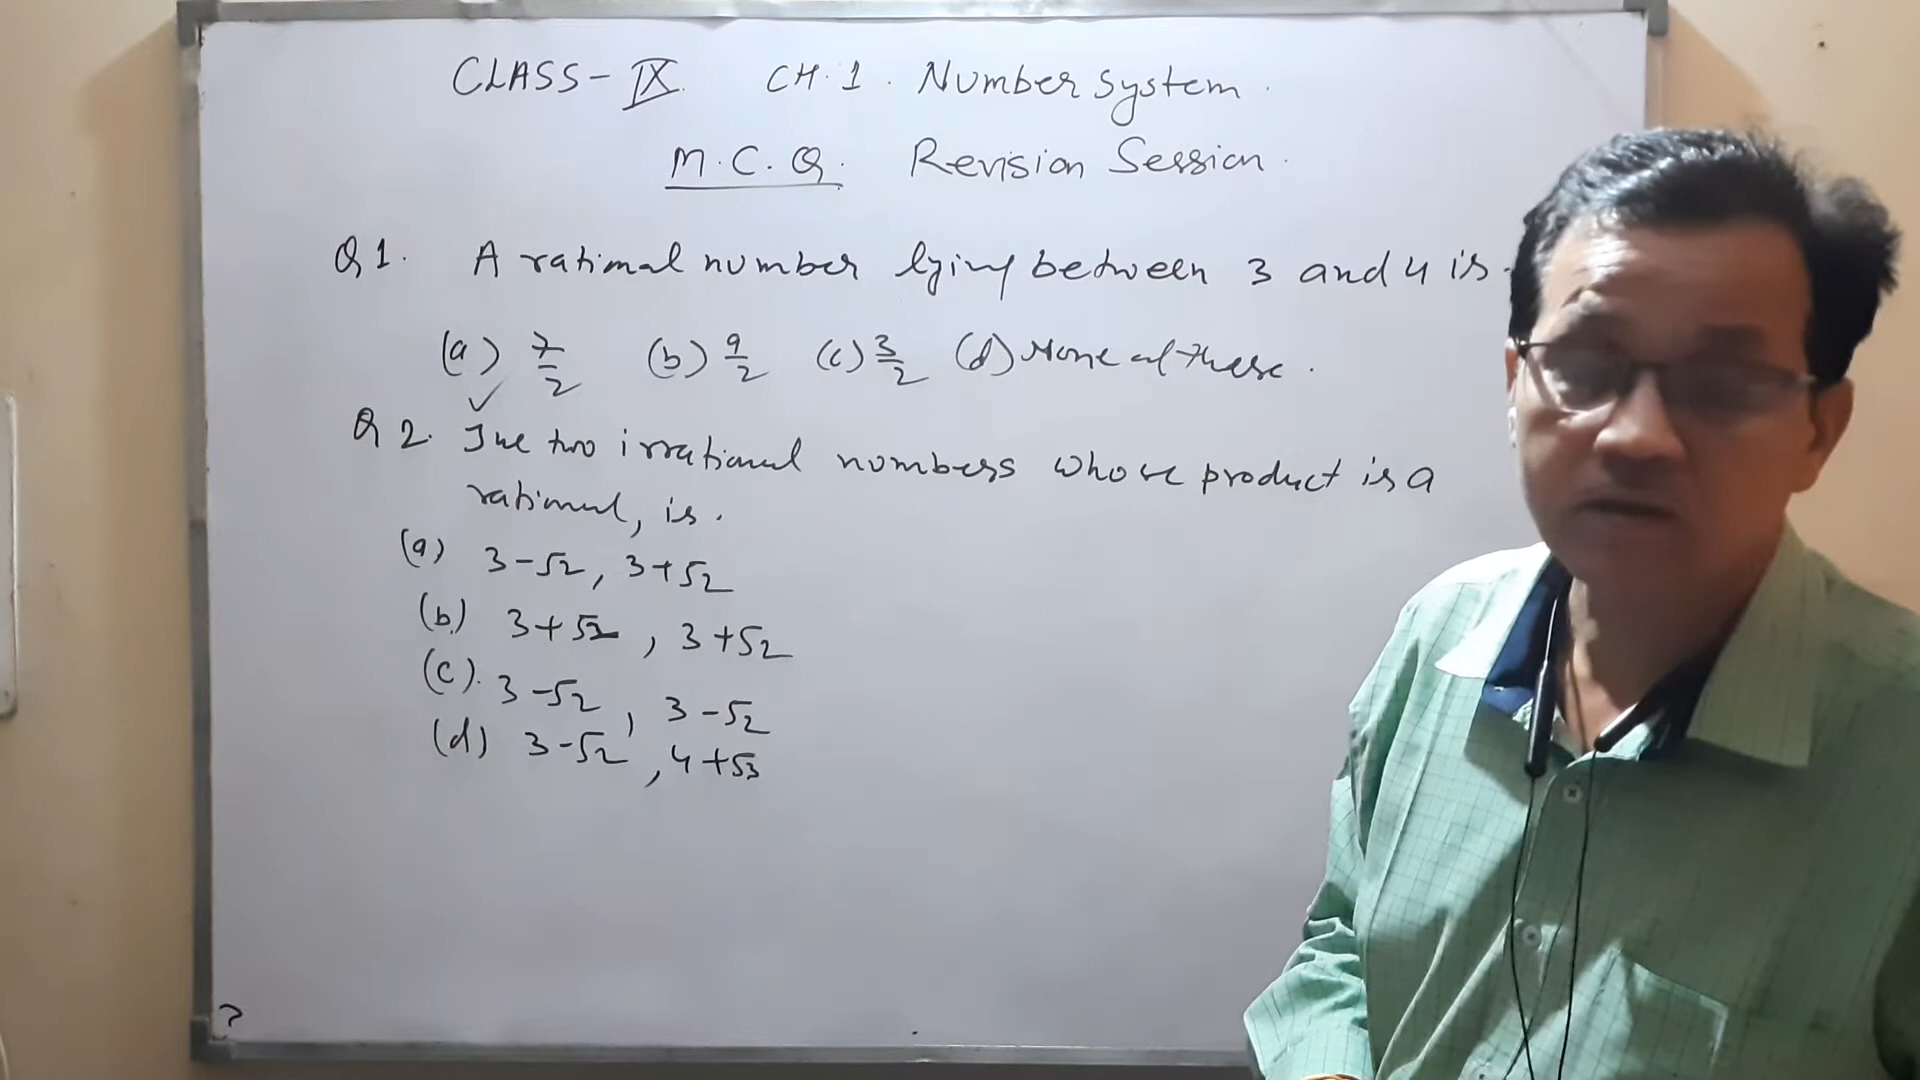 CLASS - IX. CH. 1. Number System.
M.C.Q. Revision Session.
Q1. A rational number lying between 3 and 4 is.
(a) 7/2 (b) 9/2 (c) 3/2 (d) None of these.
Q2. The two irrational numbers whose product is a
rational, is.
(a) 3-√2, 3+√2
(b) 3+√2, 3+√2
(c). 3-√2, 3-√2
(d) 3-√2, 4+√3